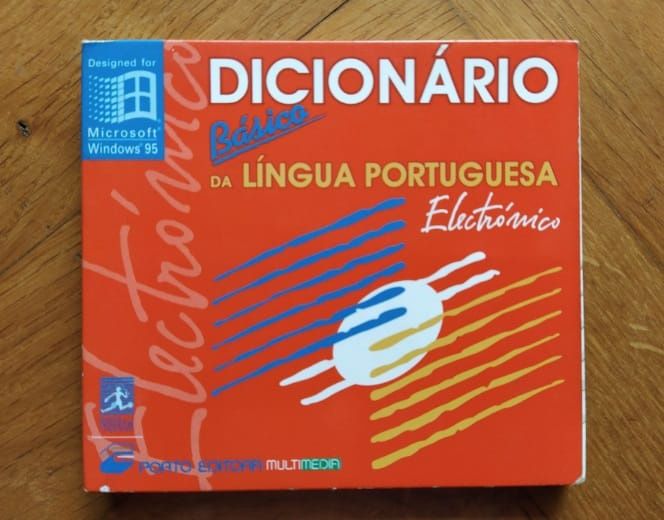 Designed for
Microsoft®
Windows® 95
DICIONÁRIO
Básico
DA LÍNGUA PORTUGUESA
Electrónico
Electrónico
PORTO EDITORA MULTIMEDIA